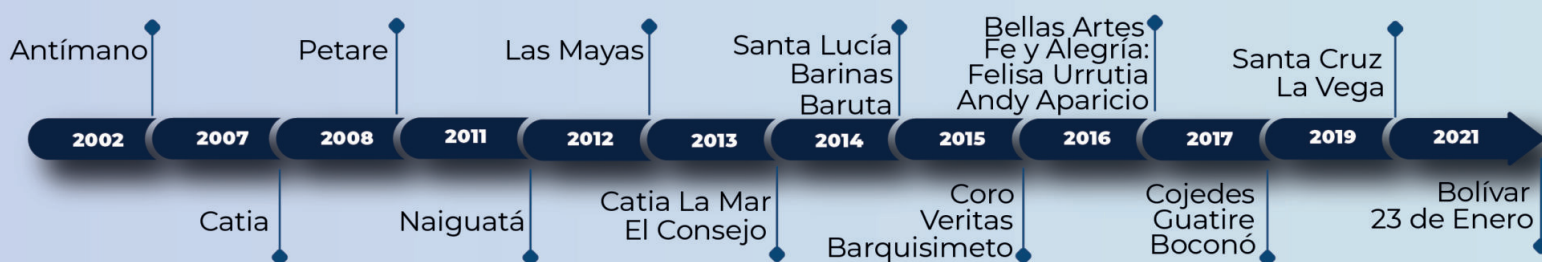 Antímano
Petare
Las Mayas
Santa Lucía
Barinas
Baruta
Bellas Artes
Fe y Alegría:
Felisa Urrutia
Andy Aparicio
Santa Cruz
La Vega
2002
2007
2008
2011
2012
2013
2014
2015
2016
2017
2019
2021
Catia
Naiguatá
Catia La Mar
El Consejo
Coro
Veritas
Barquisimeto
Cojedes
Guatire
Boconó
Bolívar
23 de Enero